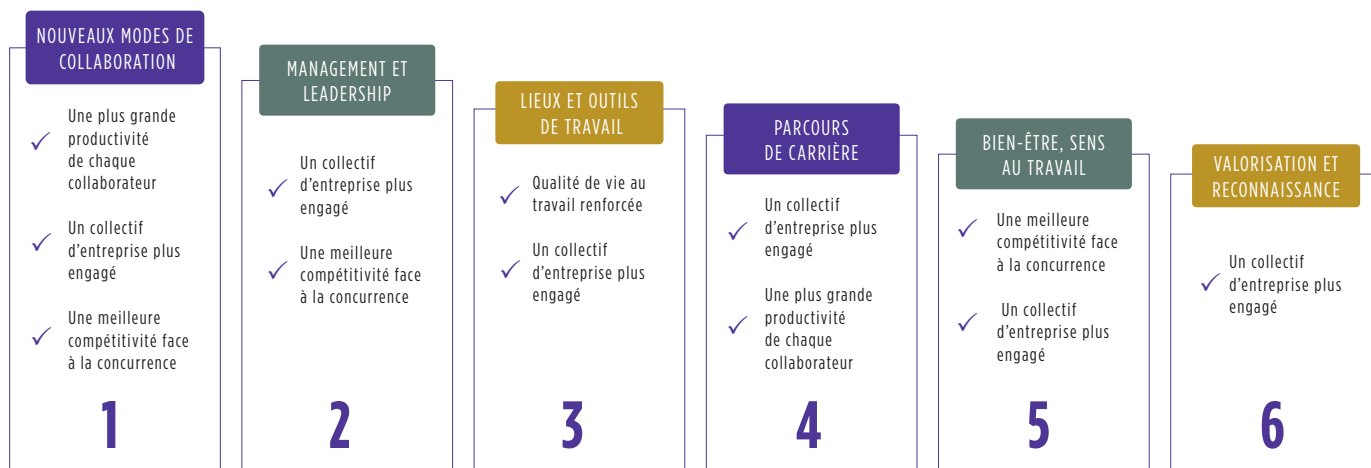 NOUVEAUX MODES DE
COLLABORATION
Une plus grande
productivité
de chaque
collaborateur
Un collectif
d'entreprise plus
engagé
Une meilleure
compétitivité face
à la concurrence
1
MANAGEMENT ET
LEADERSHIP
Un collectif
d'entreprise plus
engagé
Une meilleure
compétitivité face
à la concurrence
2
LIEUX ET OUTILS
DE TRAVAIL
Qualité de vie au
travail renforcée
Un collectif
d'entreprise plus
engagé
3
PARCOURS
DE CARRIÈRE
Un collectif
d'entreprise plus
engagé
Une plus grande
productivité
de chaque
collaborateur
4
BIEN-ÊTRE, SENS
AU TRAVAIL
Une meilleure
compétitivité face
à la concurrence
Un collectif
d'entreprise plus
engagé
5
VALORISATION ET
RECONNAISSANCE
Un collectif
d'entreprise plus
engagé
6